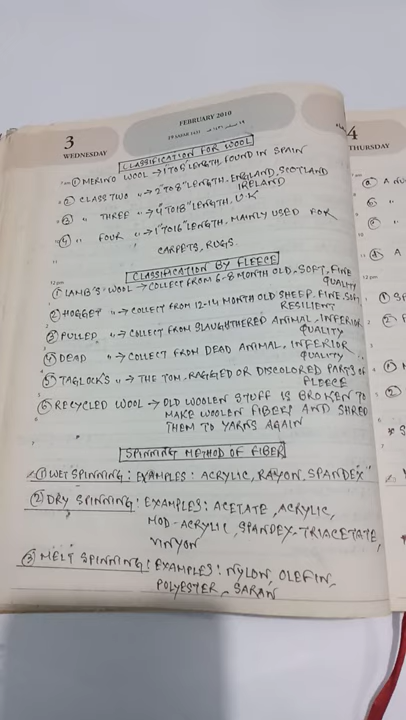 FEBRUARY 2010
3
WEDNESDAY
4
THURSDAY
CLASSIFICATION FOR WOOL
① MERINO WOOL → 1 TO 5" LENGTH, FOUND IN SPAIN
② CLASS TWO " → 2 TO 8" LENGTH. ENGLAND, SCOTLAND
IRELAND
③ " THREE " → 4 TO 18" LENGTH. U.K
④ " FOUR " → 1" TO 16" LENGTH. MAINLY USED FOR
CARPETS, RUGS.
CLASSIFICATION BY FLEECE
① LAMB'S WOOL → COLLECT FROM 6-8 MONTH OLD, SOFT, FINE
QUALITY
② HOGGET " → COLLECT FROM 12-14 MONTH OLD SHEEP. FINE, SOFT
RESILIENT
③ PULLED " → COLLECT FROM SLAUGHTHERED ANIMAL, INFERIOR
QUALITY
④ DEAD " → COLLECT FROM DEAD ANIMAL, INFERIOR
QUALITY
⑤ TAGLOCK'S " → THE TOM, RAGGED OR DISCOLORED PARTS OF
FLEECE
⑥ RECYCLED WOOL → OLD WOOLEN STUFF IS BROKEN TO
MAKE WOOLEN FIBERS AND SHRED
THEM TO YARNS AGAIN
SPINNING METHOD OF FIBER
① WET SPINNING: EXAMPLES: ACRYLIC, RAYON, SPANDEX
② DRY SPINNING: EXAMPLES: ACETATE, ACRYLIC,
MOD-ACRYLIC, SPANDEX, TRIACETATE,
VINYON
③ MELT SPINNING: EXAMPLES: NYLON, OLEFIN,
POLYESTER, SARAN